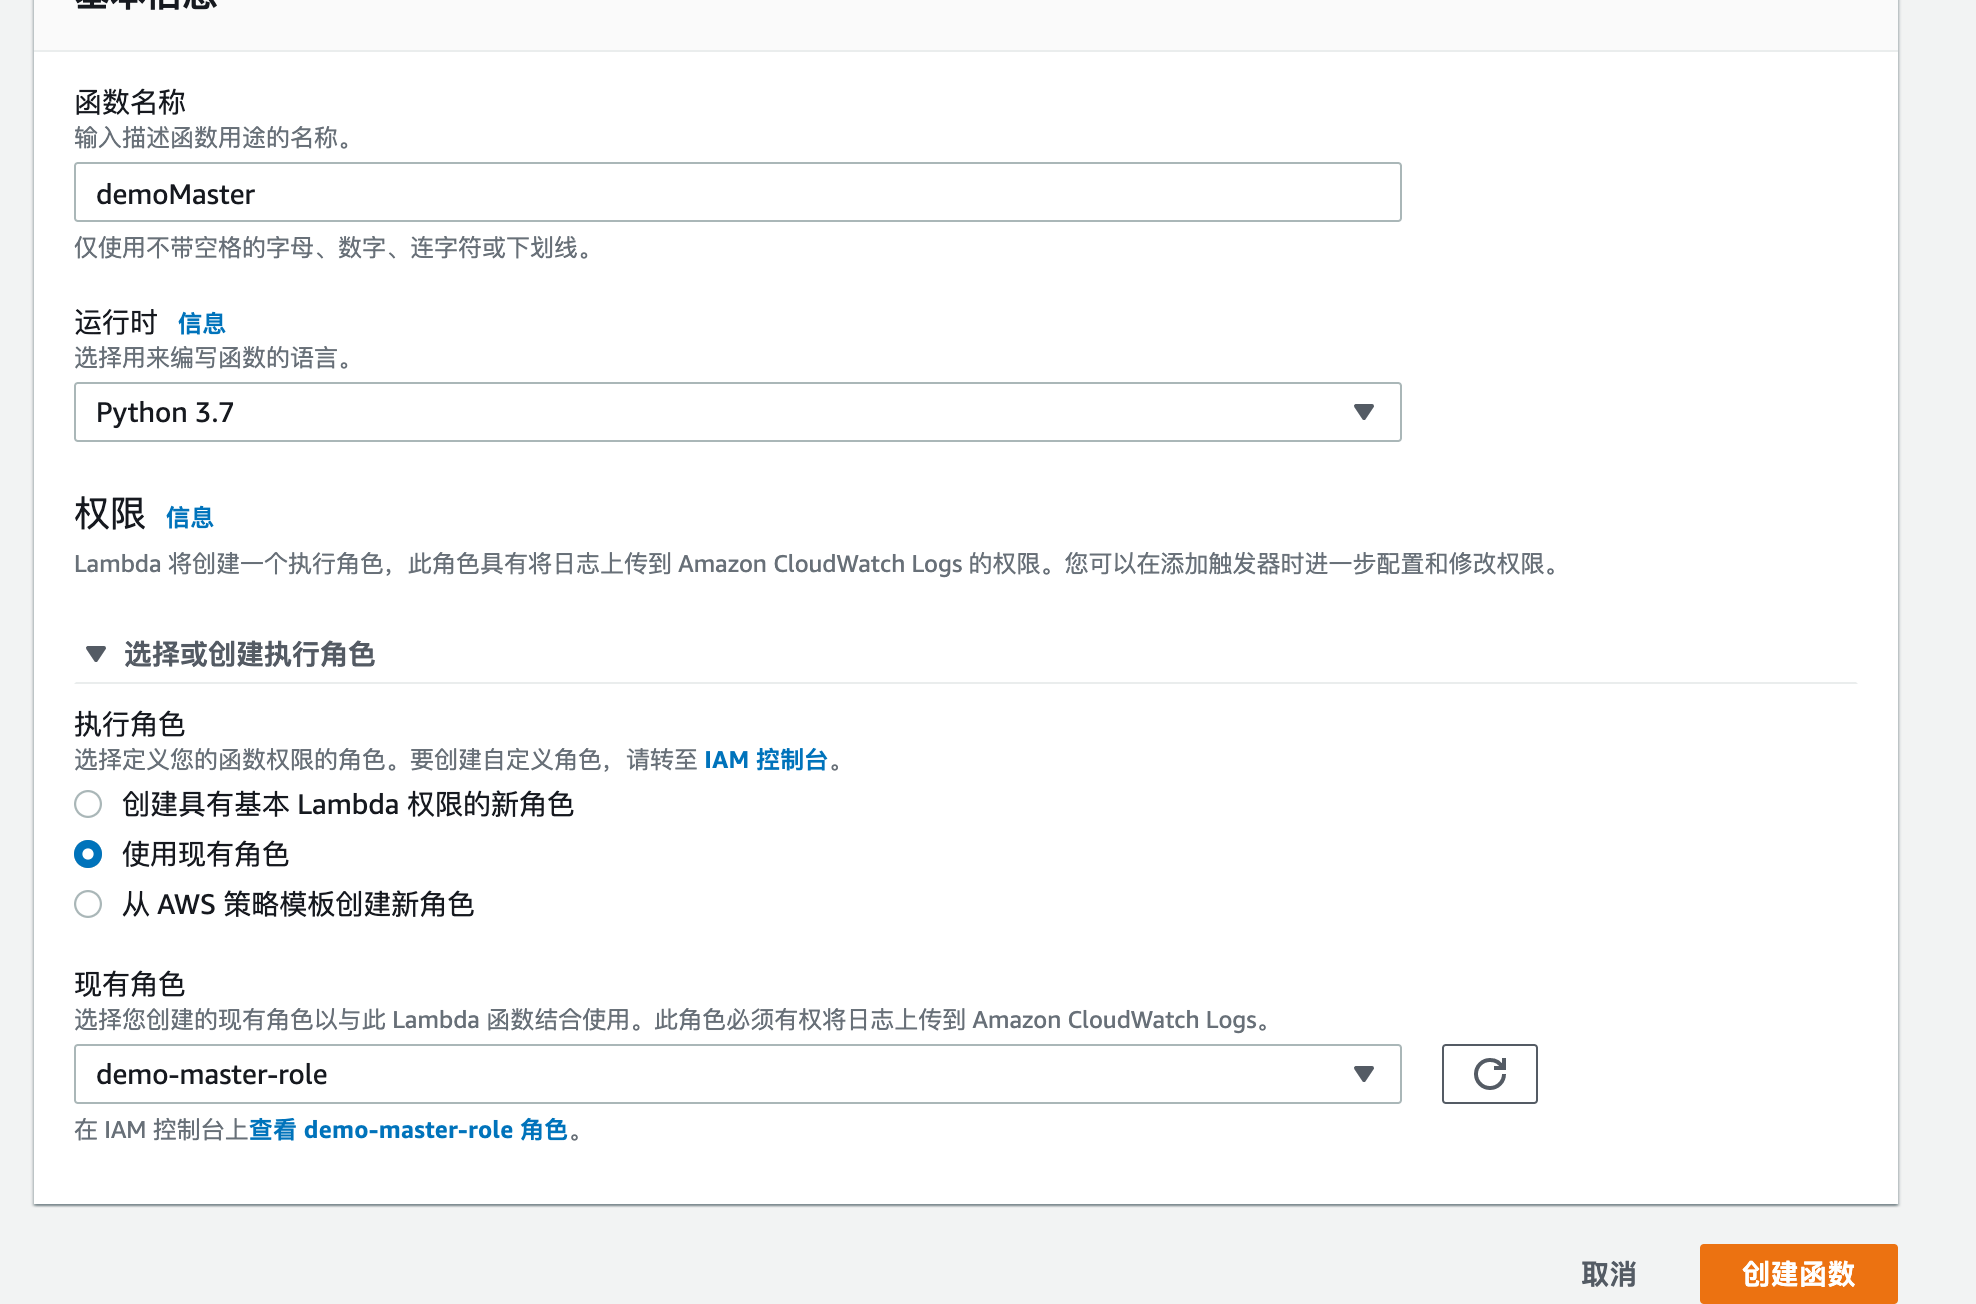 基本信息
函数名称
输入描述函数用途的名称。
demoMaster
仅使用不带空格的字母、数字、连字符或下划线。
运行时 信息
选择用来编写函数的语言。
Python 3.7
权限 信息
Lambda 将创建一个执行角色，此角色具有将日志上传到 Amazon CloudWatch Logs 的权限。您可以在添加触发器时进一步配置和修改权限。
选择或创建执行角色
执行角色
选择定义您的函数权限的角色。要创建自定义角色，请转至 IAM 控制台。
创建具有基本 Lambda 权限的新角色
使用现有角色
从 AWS 策略模板创建新角色
现有角色
选择您创建的现有角色以与此 Lambda 函数结合使用。此角色必须有权将日志上传到 Amazon CloudWatch Logs。
demo-master-role
在 IAM 控制台上查看 demo-master-role 角色。
取消 创建函数